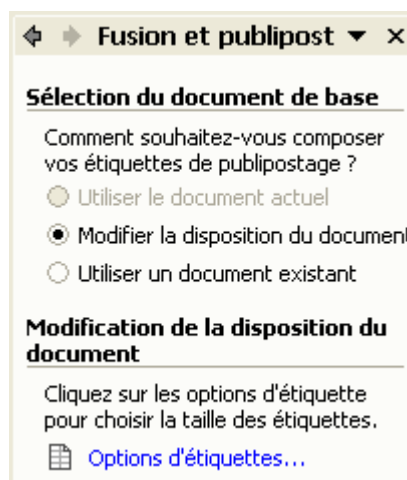 Fusion et publipost
Sélection du document de base
Comment souhaitez-vous composer
vos étiquettes de publipostage ?
Utiliser le document actuel
Modifier la disposition du document
Utiliser un document existant
Modification de la disposition du
document
Cliquez sur les options d'étiquette
pour choisir la taille des étiquettes.
Options d'étiquettes...